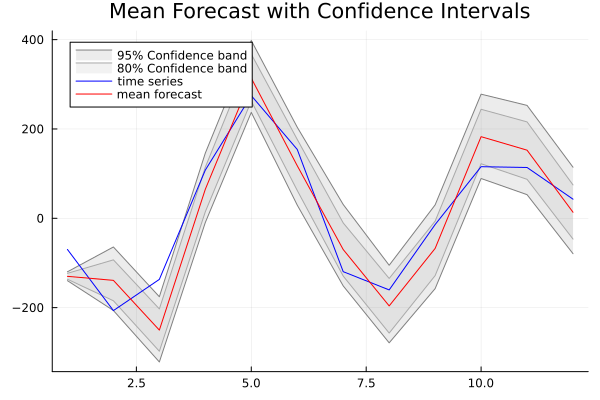 Mean Forecast with Confidence Intervals
400
95% Confidence band
80% Confidence band
time series
mean forecast
200
0
−200
2.5
5.0
7.5
10.0